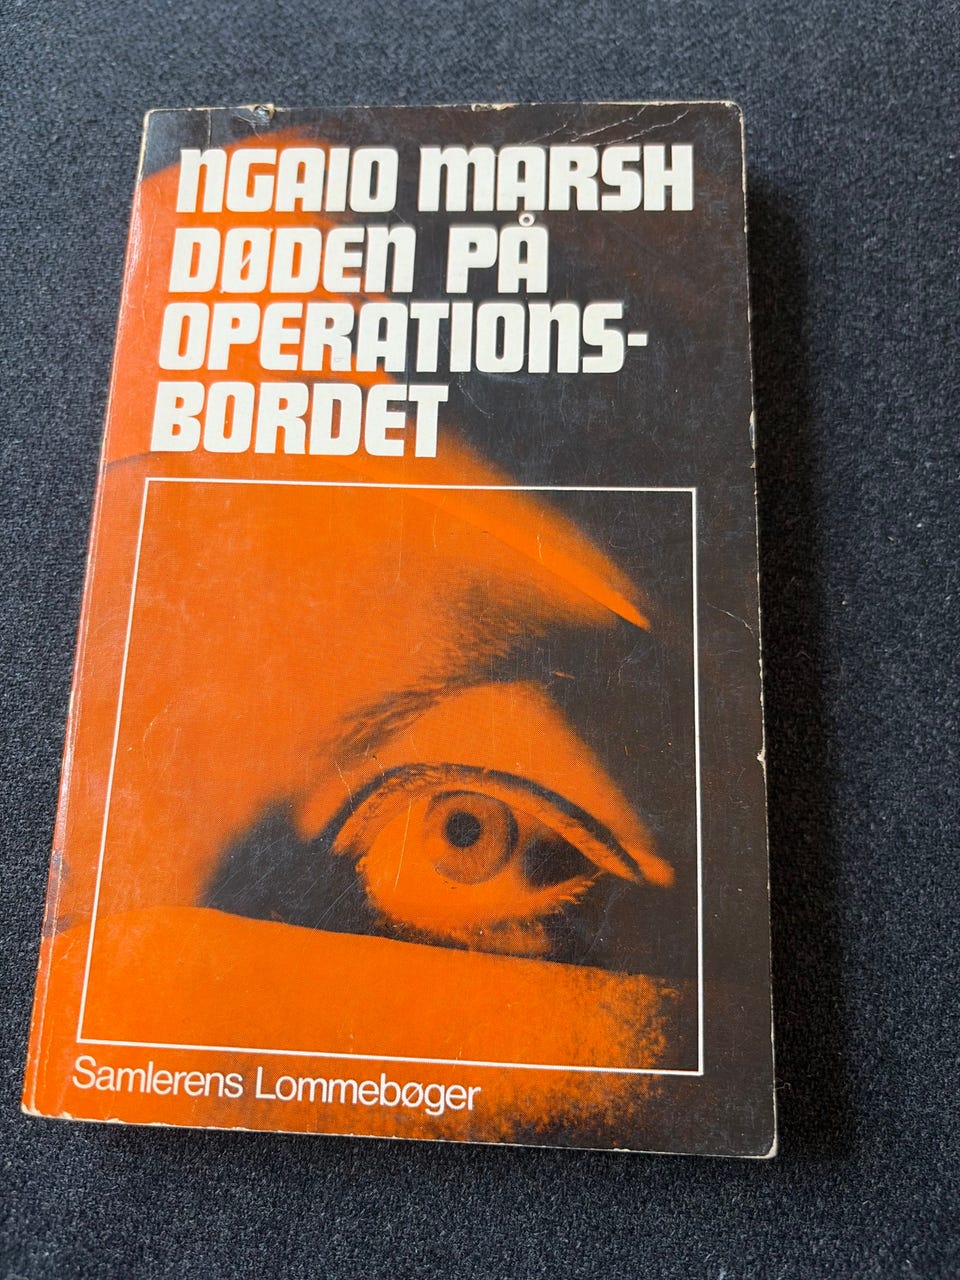 NGAIO MARSH
DØDEN PÅ
OPERATIONS-
BORDET
Samlerens Lommebøger